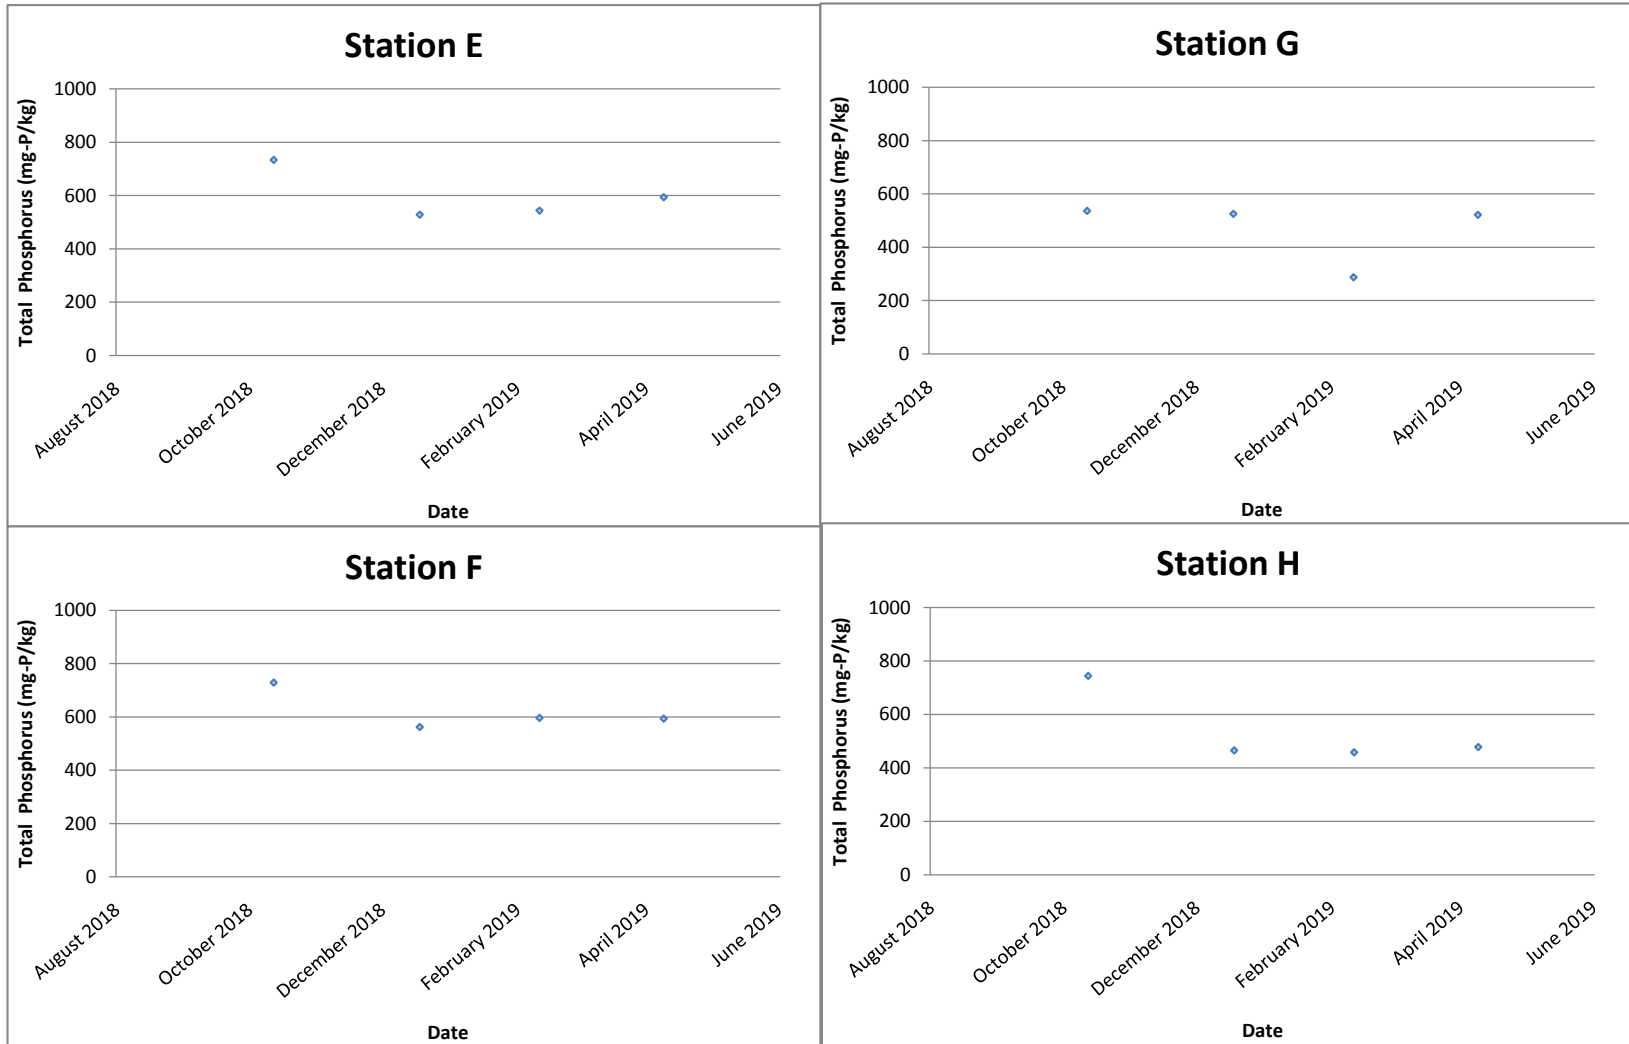 Station E
Total Phosphorus (mg-P/kg)
1000
800
600
400
200
0
August 2018
October 2018
December 2018
February 2019
April 2019
June 2019
Date
Station G
Total Phosphorus (mg-P/kg)
1000
800
600
400
200
0
August 2018
October 2018
December 2018
February 2019
April 2019
June 2019
Date
Station F
Total Phosphorus (mg-P/kg)
1000
800
600
400
200
0
August 2018
October 2018
December 2018
February 2019
April 2019
June 2019
Date
Station H
Total Phosphorus (mg-P/kg)
1000
800
600
400
200
0
August 2018
October 2018
December 2018
February 2019
April 2019
June 2019
Date